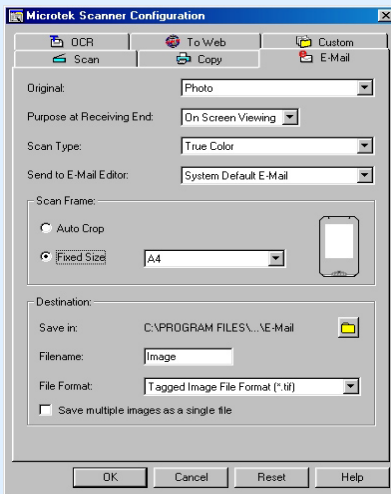 Microtek Scanner Configuration
OCR To Web Custom
Scan Copy E-Mail
Original: Photo
Purpose at Receiving End: On Screen Viewing
Scan Type: True Color
Send to E-Mail Editor: System Default E-Mail
Scan Frame:
Auto Crop
Fixed Size A4
Destination:
Save in: C:\PROGRAM FILES\...\E-Mail
Filename: Image
File Format: Tagged Image File Format (*.tif)
Save multiple images as a single file
OK Cancel Reset Help